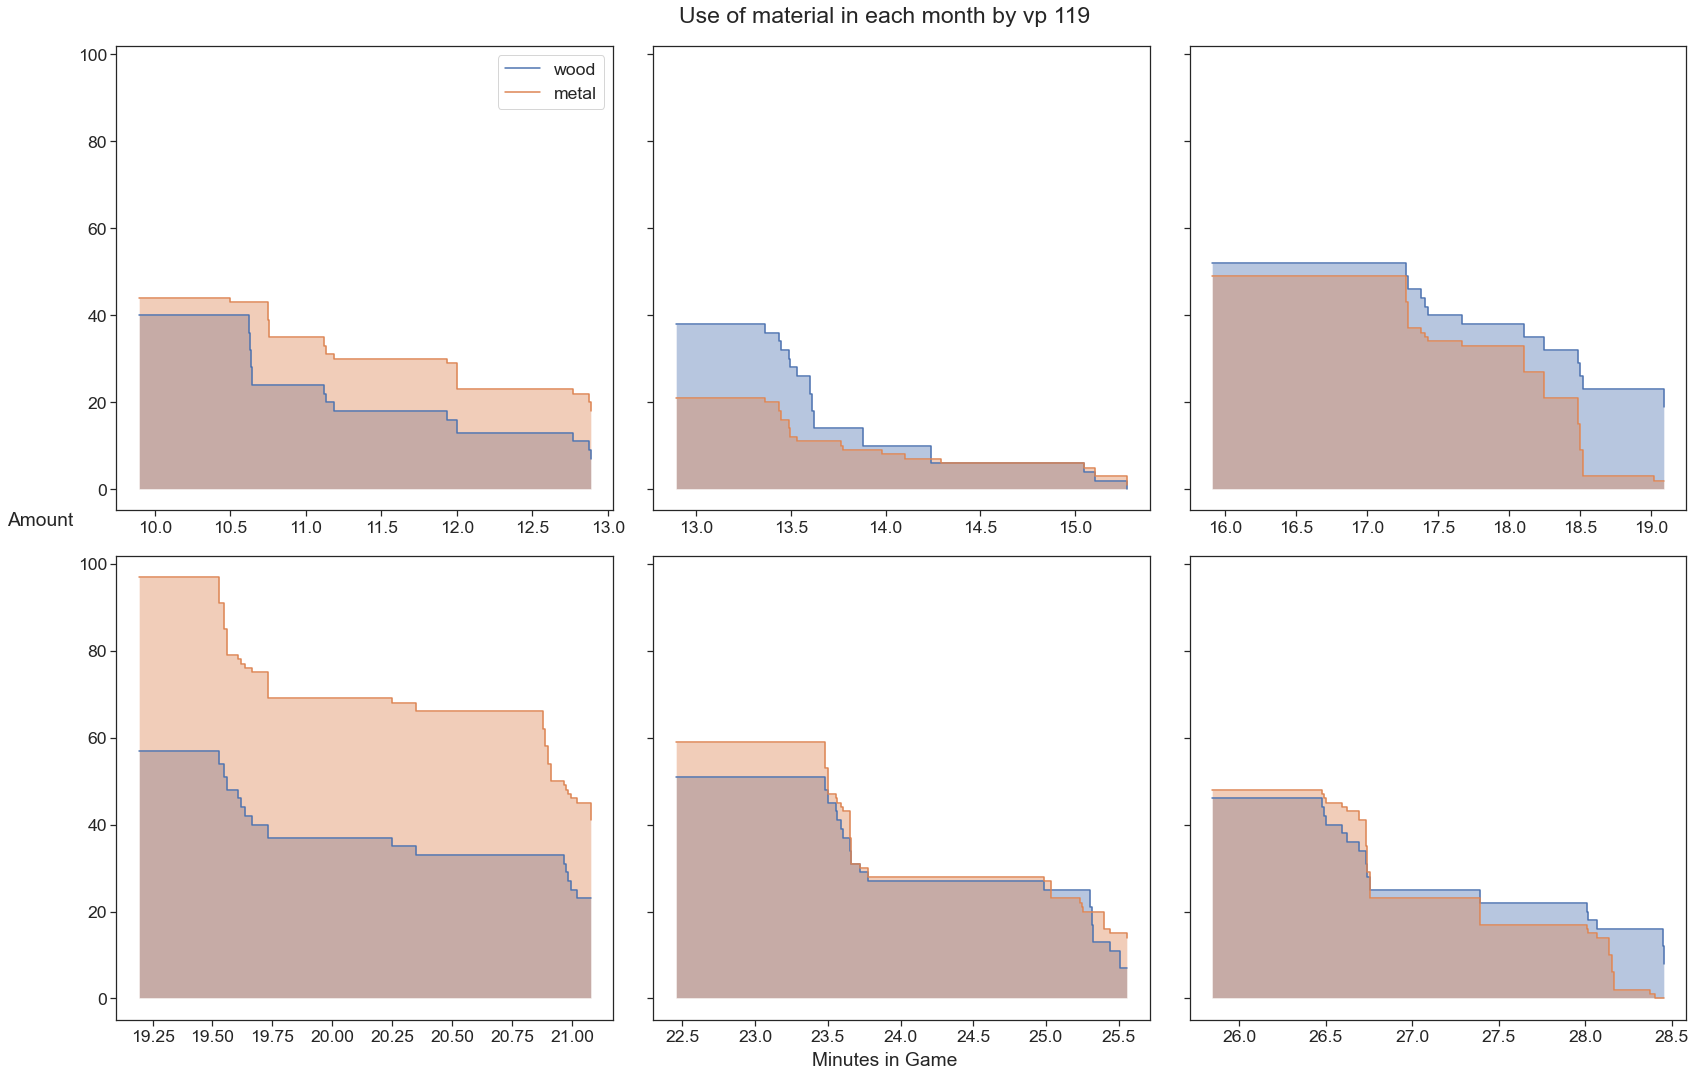 Use of material in each month by vp 119
wood
metal
100
80
60
40
20
0
10.0 10.5 11.0 11.5 12.0 12.5 13.0
13.0 13.5 14.0 14.5 15.0
16.0 16.5 17.0 17.5 18.0 18.5 19.0
Amount
100
80
60
40
20
0
19.25 19.50 19.75 20.00 20.25 20.50 20.75 21.00
22.5 23.0 23.5 24.0 24.5 25.0 25.5
26.0 26.5 27.0 27.5 28.0 28.5
Minutes in Game